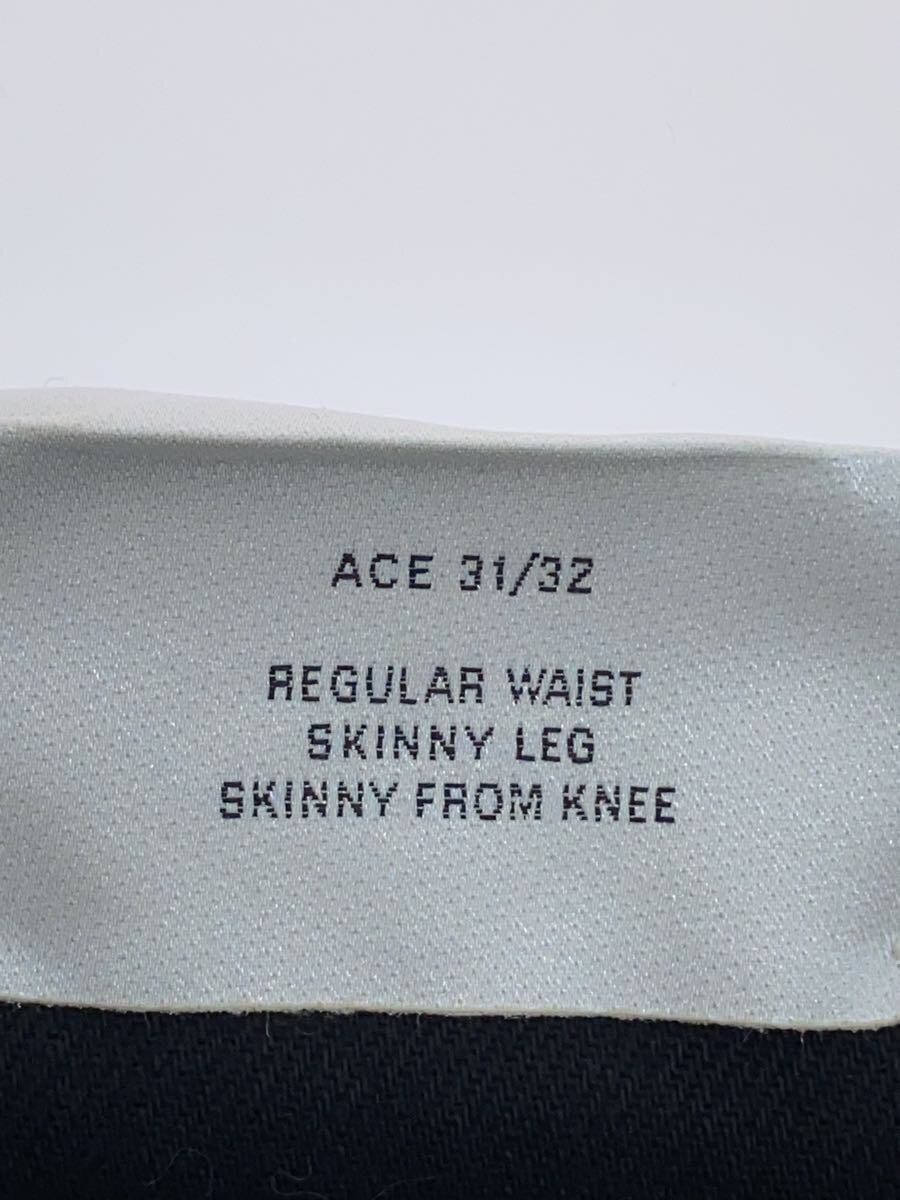 ACE 31/32
REGULAR WAIST
SKINNY LEG
SKINNY FROM KNEE